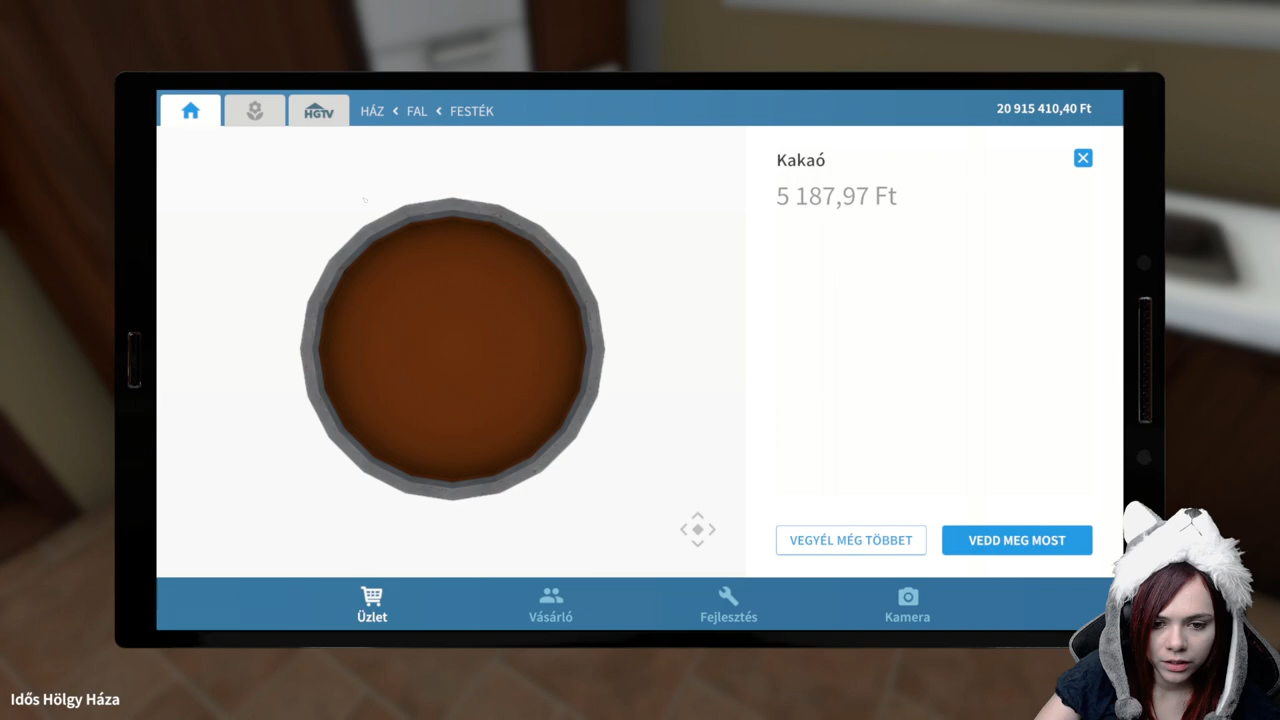 HGTV
HÁZ < FAL < FESTÉK
20 915 410,40 Ft
Kakaó
5 187,97 Ft
VEGYÉL MÉG TÖBBET
VEDD MEG MOST
Üzlet
Vásárló
Fejlesztés
Kamera
Idős Hölgy Háza